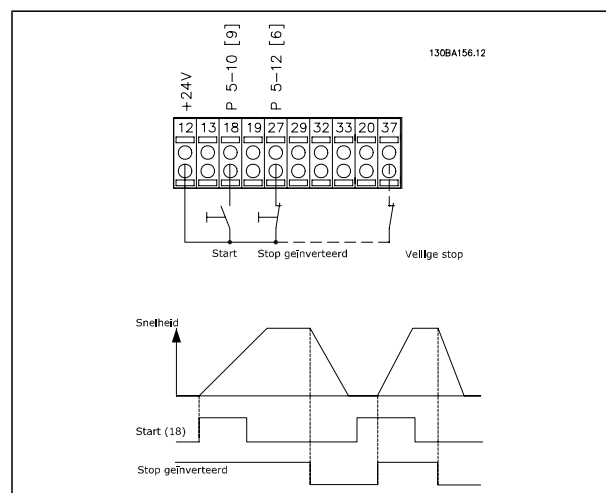 130BA156.12
+24V
P 5-10 [9]
P 5-12 [6]
12 13 18 19 27 29 32 33 20 37
Start Stop geïnverteerd Veilige stop
Snelheid
Start (18)
Stop geïnverteerd